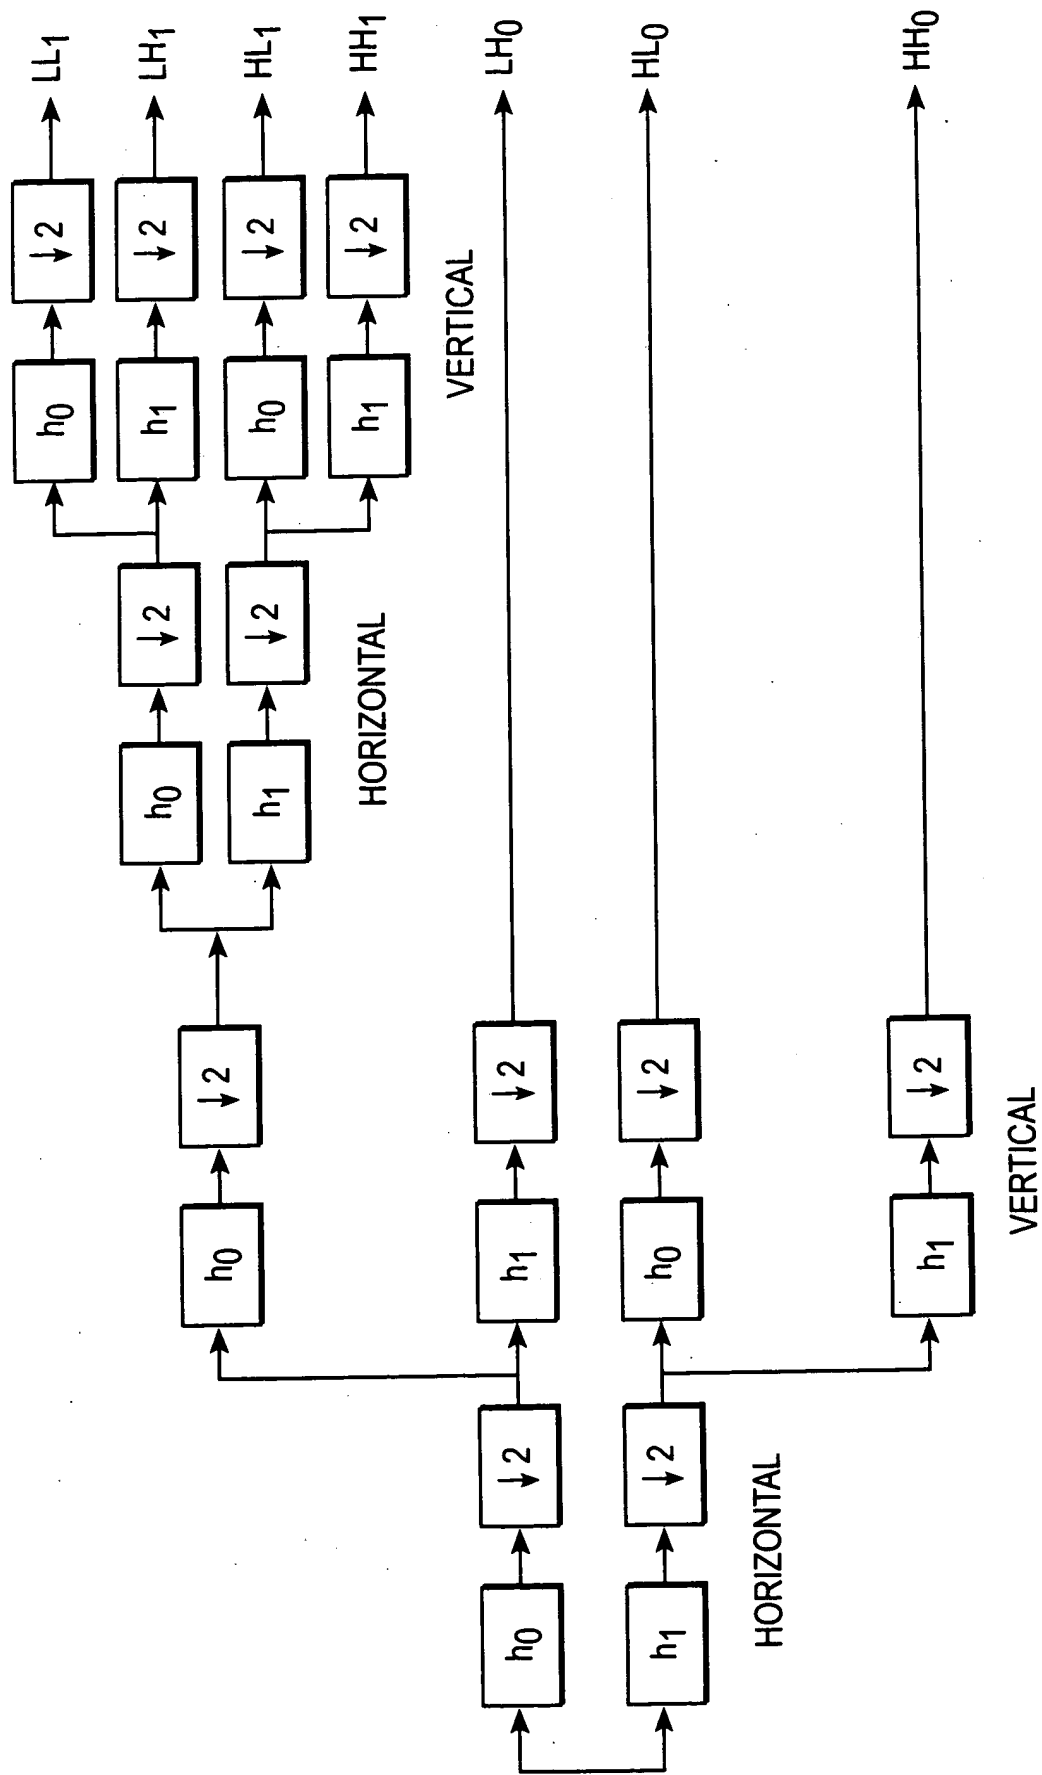 LL1
LH1
HL1
HH1
LH0
HL0
HH0
↓2
↓2
↓2
↓2
h0
h1
h0
h1
VERTICAL
↓2
↓2
h0
h1
HORIZONTAL
↓2
↓2
↓2
↓2
h0
h1
h0
h1
VERTICAL
↓2
↓2
h0
h1
HORIZONTAL